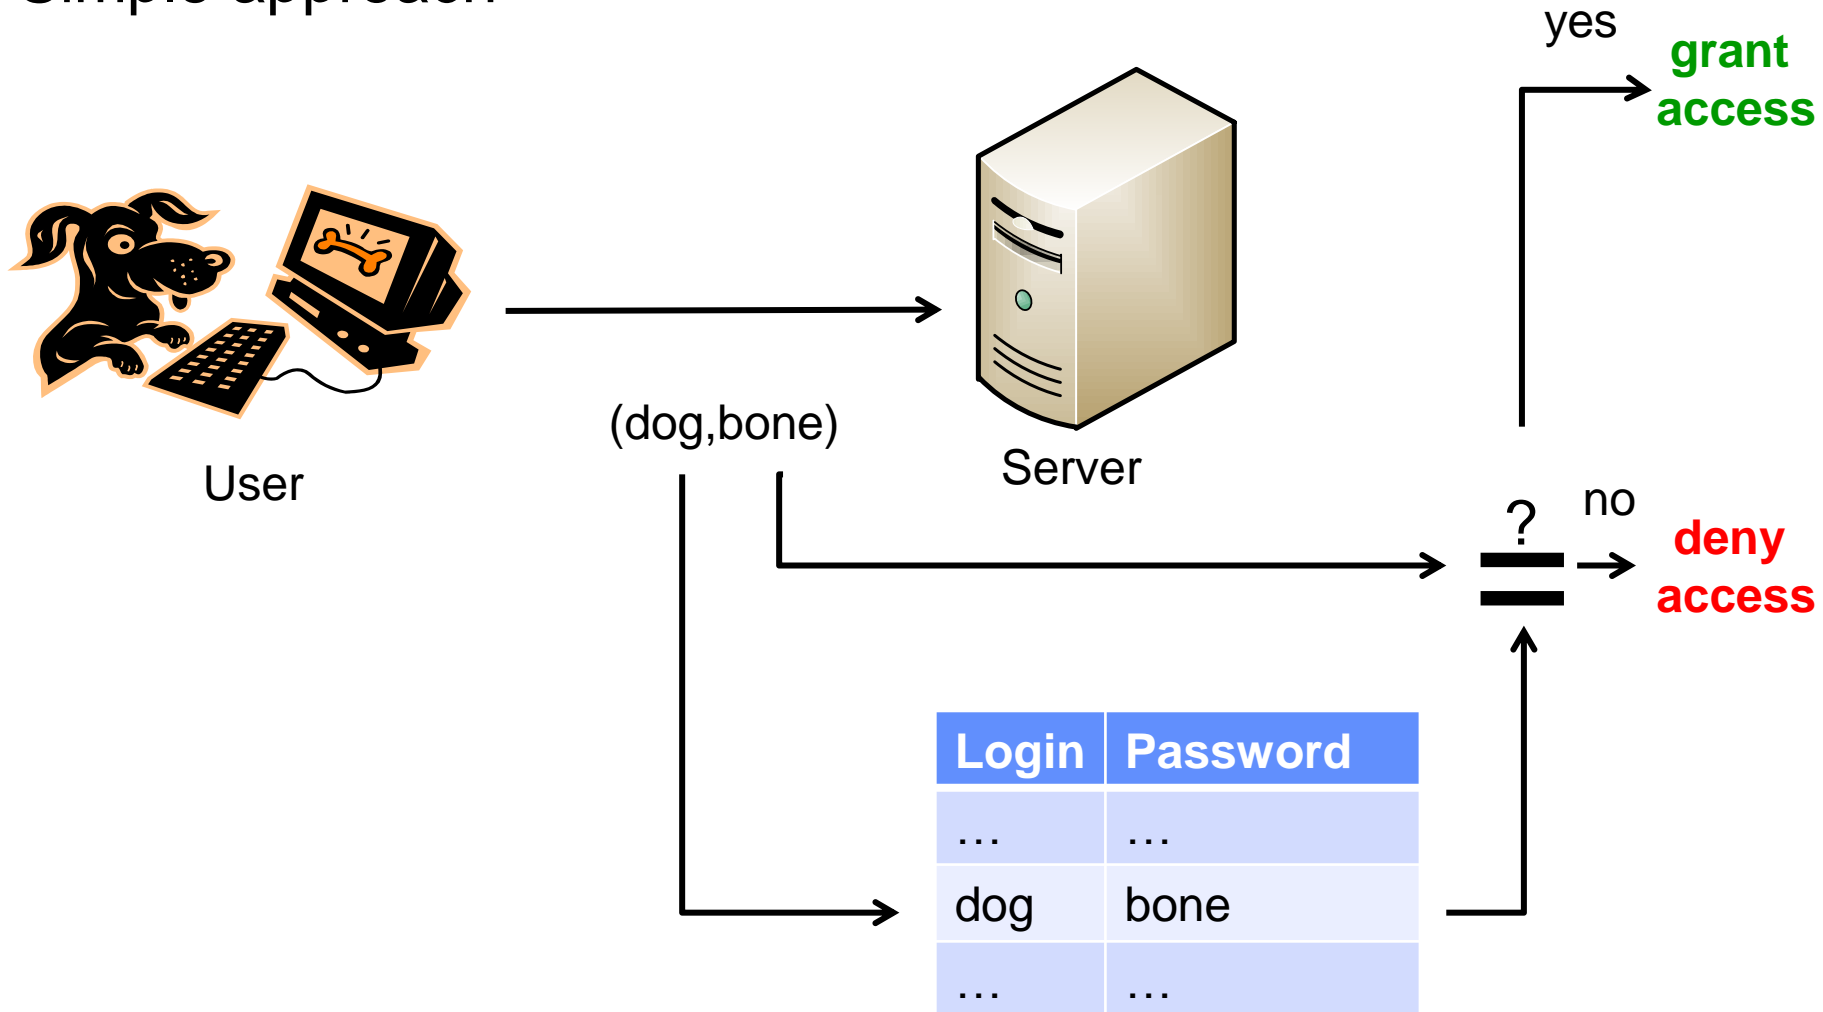 yes
grant
access
(dog,bone)
User
Server
?
no
deny
access
Login Password
… …
dog bone
… …